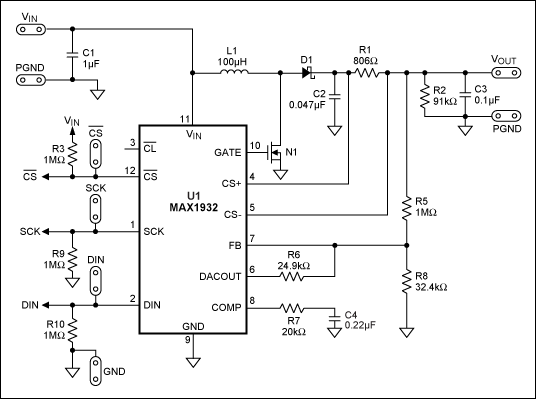 VIN
C1
1µF
PGND
L1
100µH
D1
R1
806Ω
VOUT
C2
0.047µF
R2
91kΩ
C3
0.1µF
PGND
VIN
CS
R3
1MΩ
11
VIN
3
CL
GATE
10
N1
CS
12
CS
CS+
4
SCK
U1
MAX1932
CS-
5
R5
1MΩ
SCK
1
SCK
FB
7
R9
1MΩ
DIN
R6
24.9kΩ
DACOUT
6
R8
32.4kΩ
DIN
2
DIN
COMP
8
R7
20kΩ
C4
0.22µF
R10
1MΩ
GND
9
GND